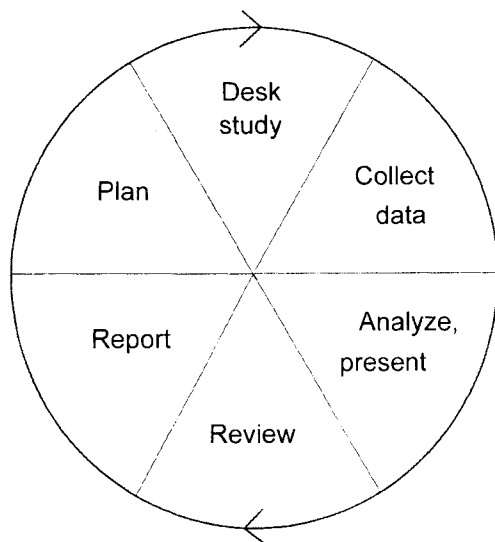 Desk
study
Plan
Collect
data
Report
Analyze,
present
Review